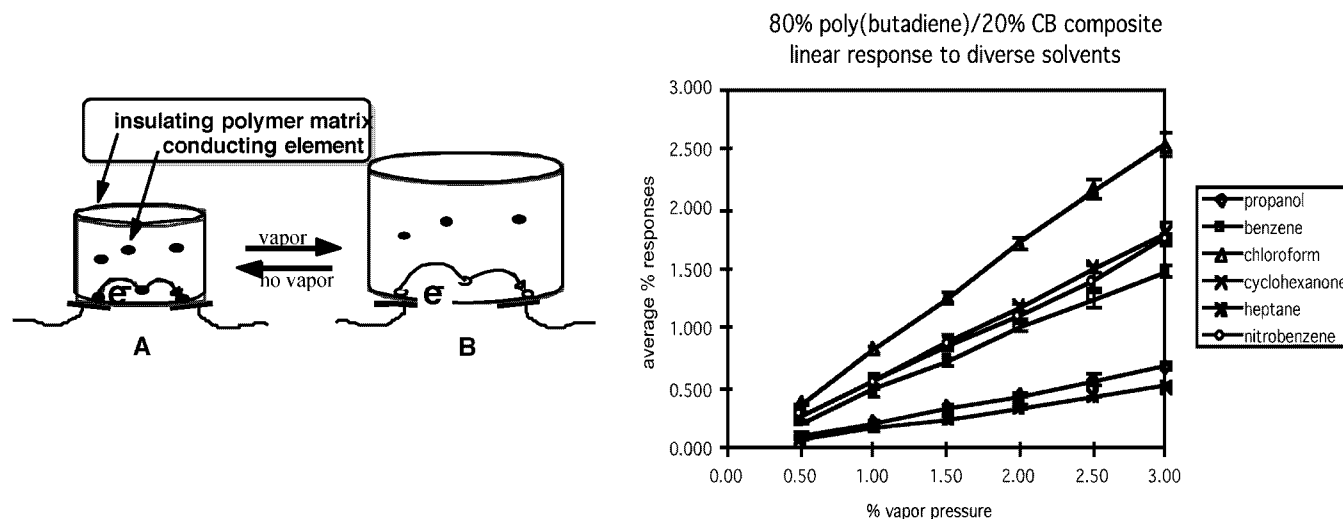 insulating polymer matrix
conducting element
vapor
no vapor
e-
e-
A
B
80% poly(butadiene)/20% CB composite
linear response to diverse solvents
average % responses
3.000
2.500
2.000
1.500
1.000
0.500
0.000
0.00 0.50 1.00 1.50 2.00 2.50 3.00
% vapor pressure
propanol
benzene
chloroform
cyclohexanone
heptane
nitrobenzene